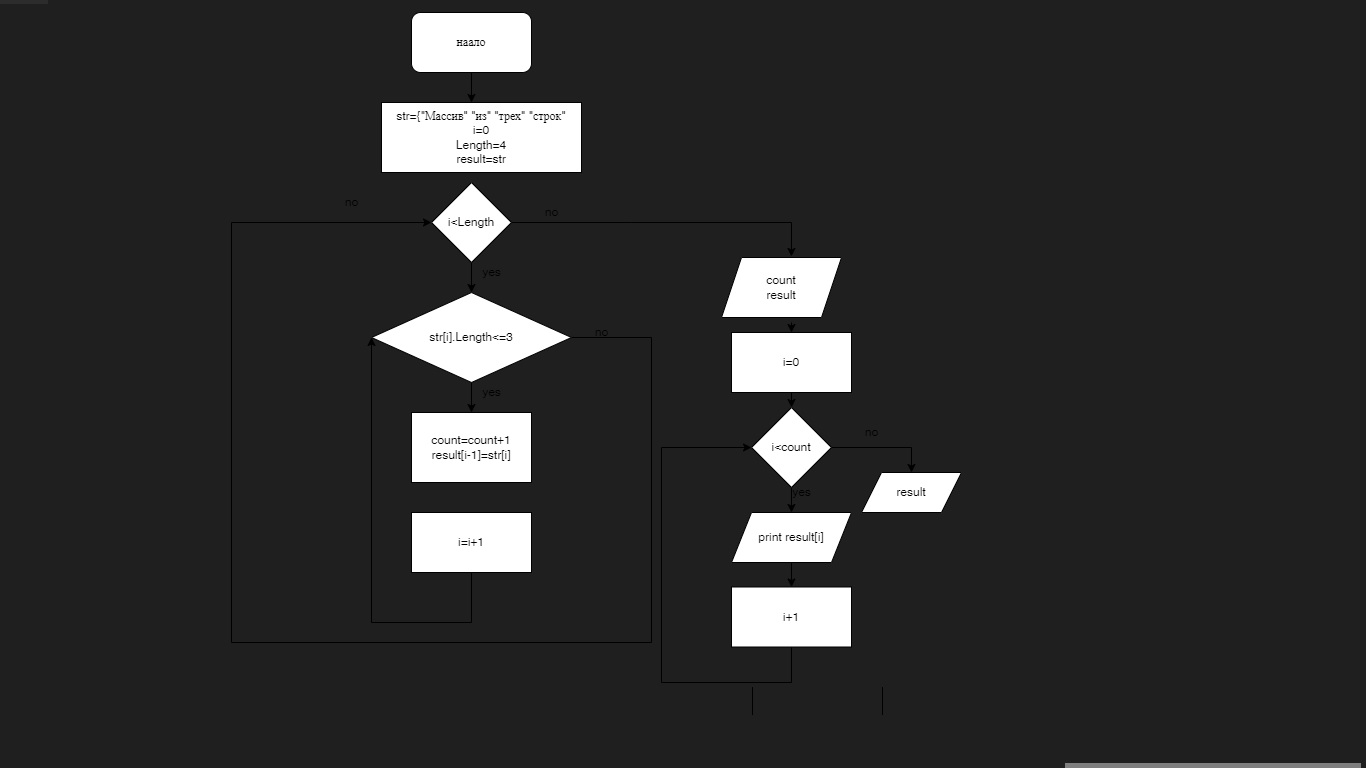 наало
str={"Массив" "из" "трех" "строк"
i=0
Length=4
result=str
no
i<Length
no
yes
str[i].Length<=3
no
yes
count=count+1
result[i-1]=str[i]
i=i+1
count
result
i=0
i<count
no
yes
result
print result[i]
i+1